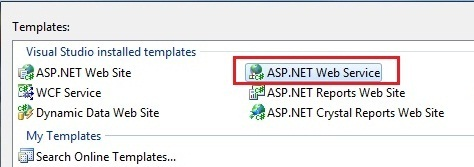 Templates:
Visual Studio installed templates
ASP.NET Web Site
ASP.NET Web Service
WCF Service
ASP.NET Reports Web Site
Dynamic Data Web Site
ASP.NET Crystal Reports Web Site
My Templates
Search Online Templates...